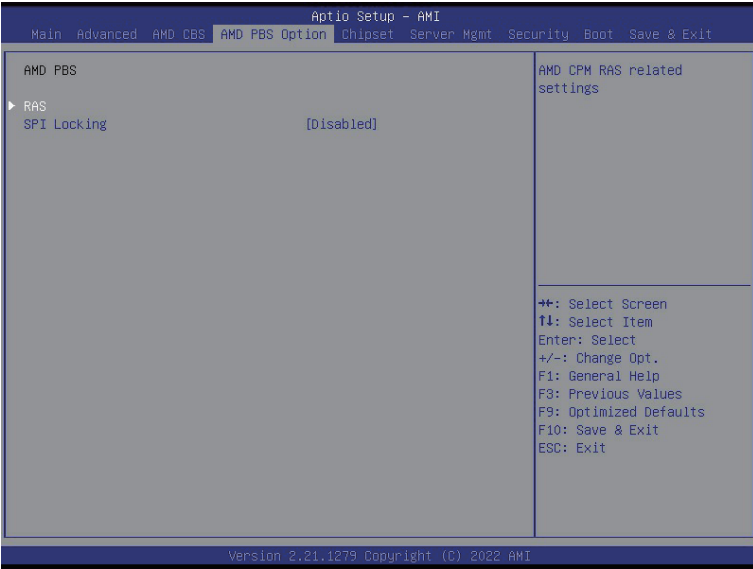 Aptio Setup – AMI
Main Advanced AMD CBS AMD PBS Option Chipset Server Mgmt Security Boot Save & Exit
AMD PBS
RAS
SPI Locking [Disabled]
AMD CPM RAS related
settings
→←: Select Screen
↑↓: Select Item
Enter: Select
+/-: Change Opt.
F1: General Help
F3: Previous Values
F9: Optimized Defaults
F10: Save & Exit
ESC: Exit
Version 2.21.1279 Copyright (C) 2022 AMI